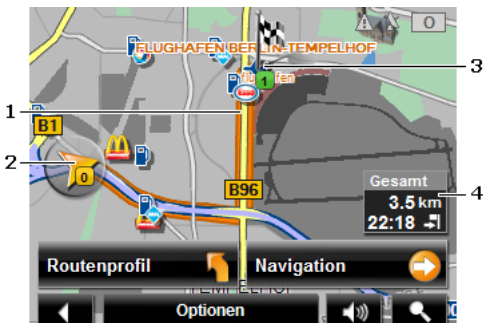 O
FLUGHAFEN BERLIN-TEMPELHOF
3
1
1
B1
2
0
B96
Gesamt
3.5 km
4
22:18
Routenprofil
Navigation
Optionen